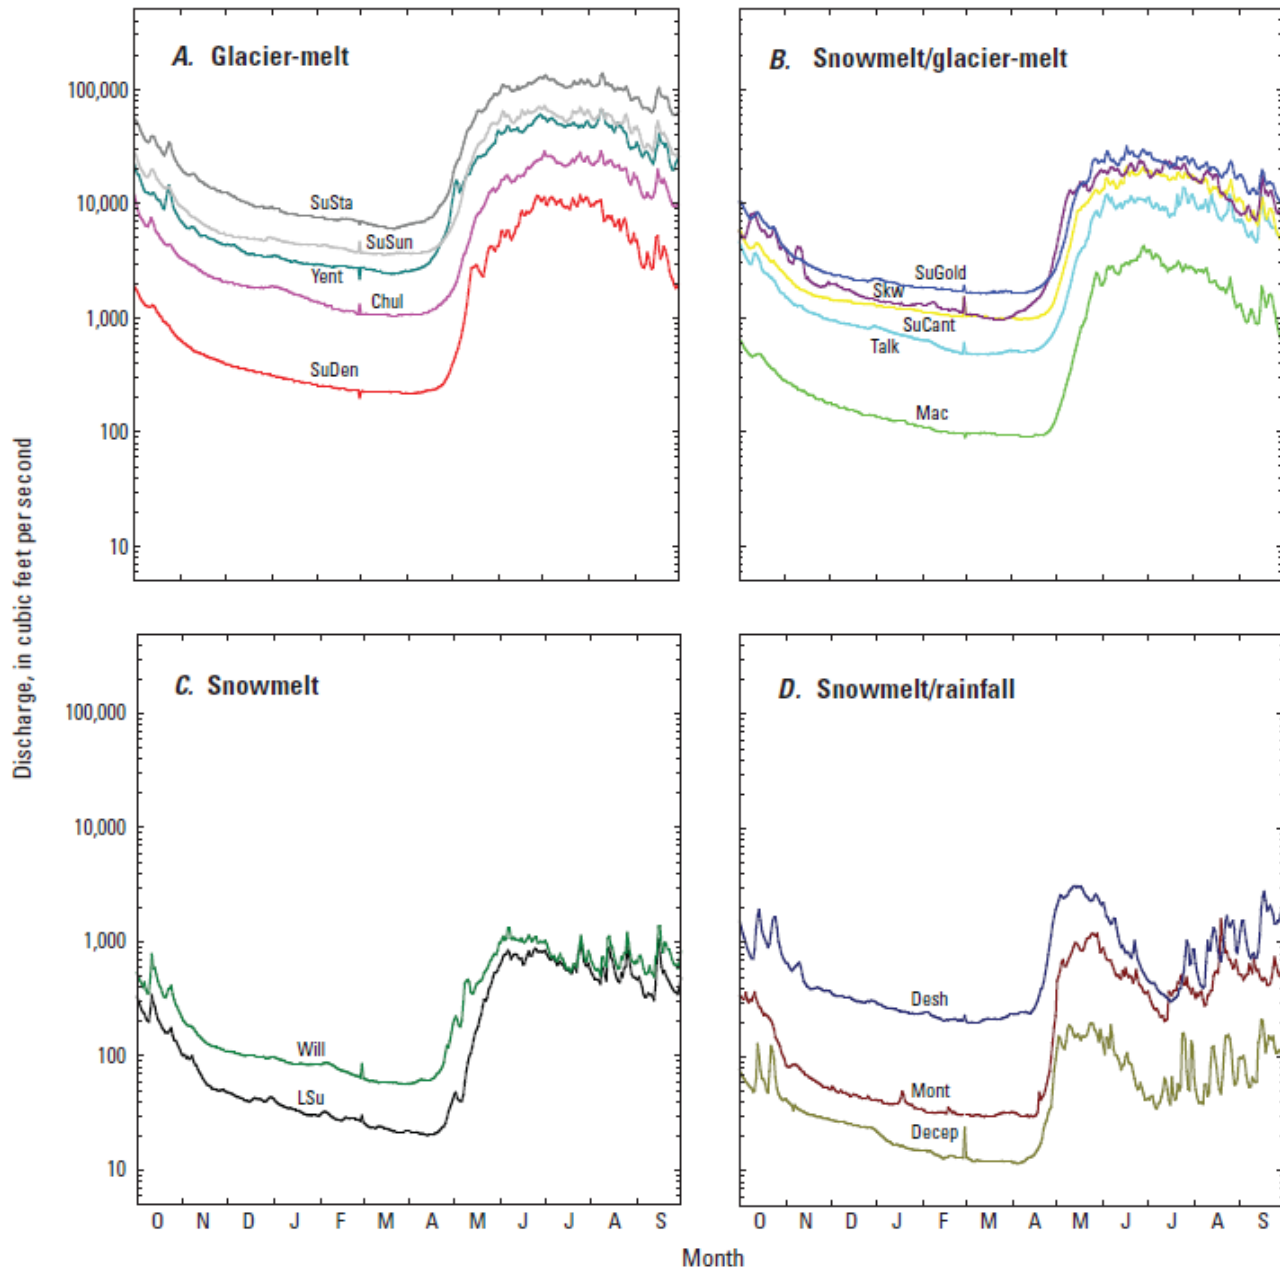 A. Glacier-melt
B. Snowmelt/glacier-melt
100,000
10,000
1,000
100
10
SuSta
SuSun
Yent
Chul
SuDen
SuGold
Skw
SuCant
Talk
Mac
Discharge, in cubic feet per second
C. Snowmelt
D. Snowmelt/rainfall
100,000
10,000
1,000
100
10
Will
LSu
Desh
Mont
Decep
O N D J F M A M J J A S
O N D J F M A M J J A S
Month